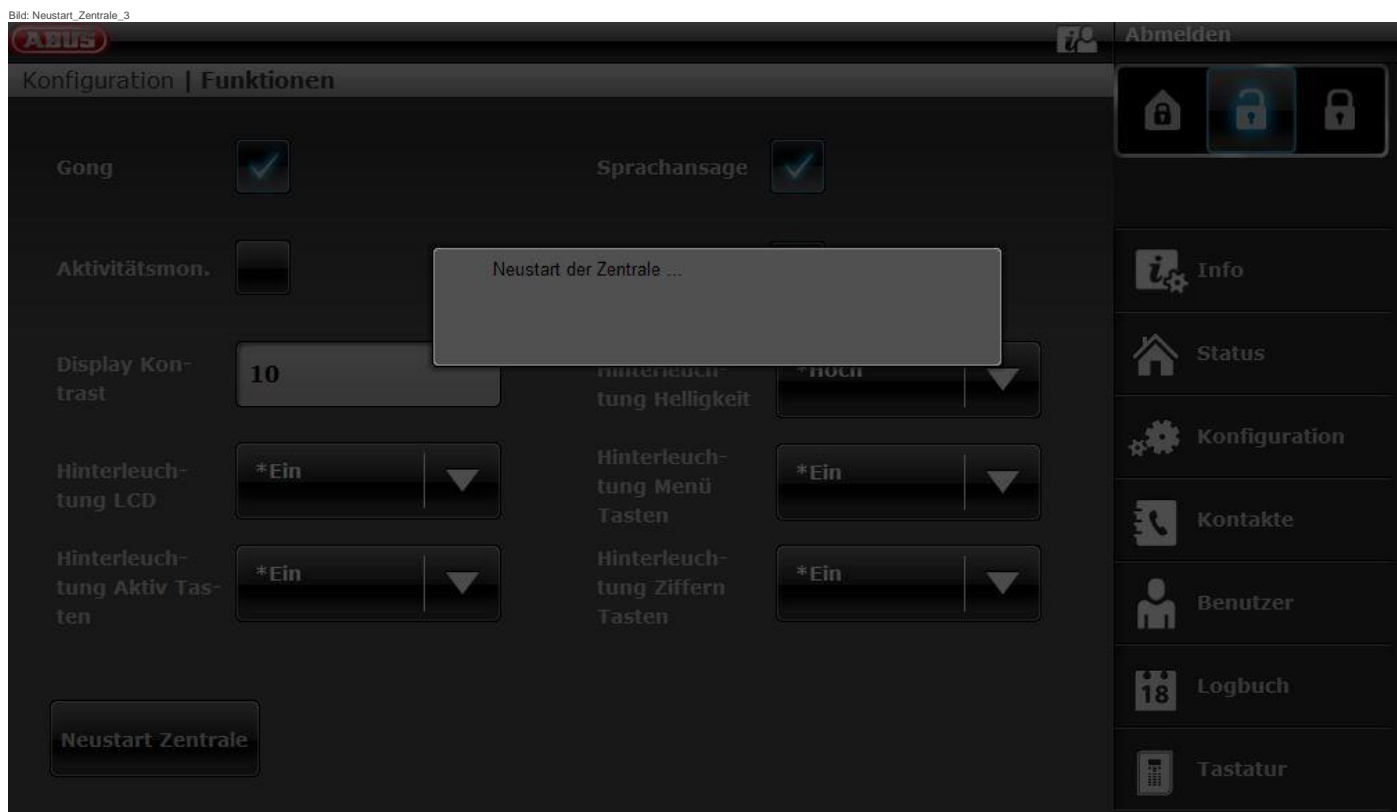 Bild: Neustart_Zentrale_3
ABUS
Abmelden
Konfiguration | Funktionen
Gong
Sprachansage
Aktivitätsmon.
Neustart der Zentrale ...
Display Kon-
trast
10
Hinterleuch-
tung Helligkeit
*Hoch
Hinterleuch-
tung LCD
*Ein
Hinterleuch-
tung Menü
Tasten
*Ein
Hinterleuch-
tung Aktiv Tas-
ten
*Ein
Hinterleuch-
tung Ziffern
Tasten
*Ein
Neustart Zentrale
Info
Status
Konfiguration
Kontakte
Benutzer
18
Logbuch
Tastatur